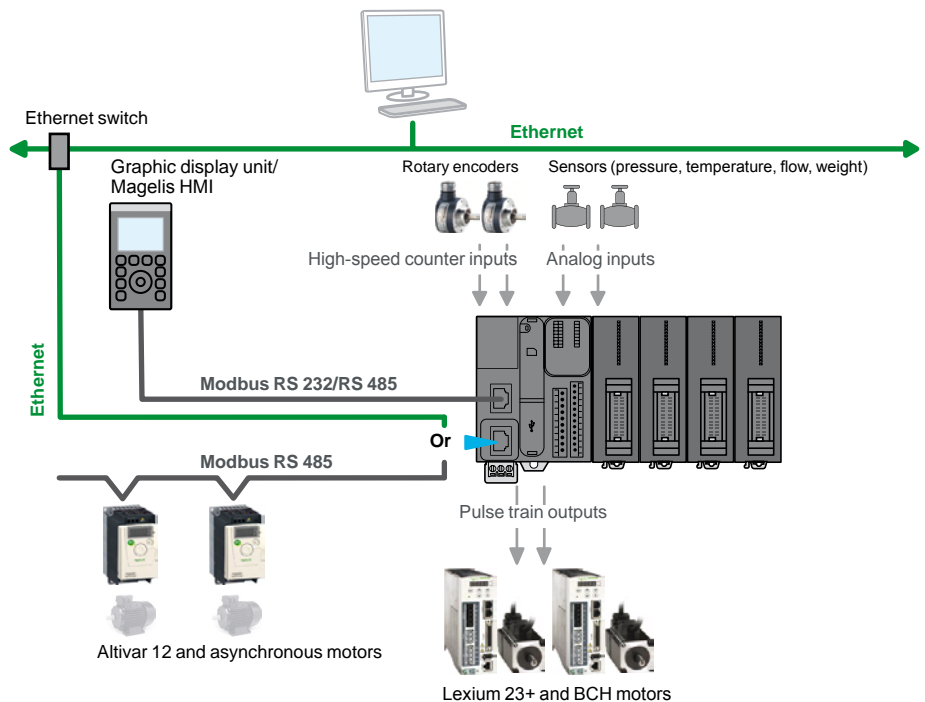 Ethernet switch
Ethernet
Graphic display unit/
Magelis HMI
Rotary encoders
Sensors (pressure, temperature, flow, weight)
High-speed counter inputs
Analog inputs
Ethernet
Modbus RS 232/RS 485
Or
Modbus RS 485
Pulse train outputs
Altivar 12 and asynchronous motors
Lexium 23+ and BCH motors